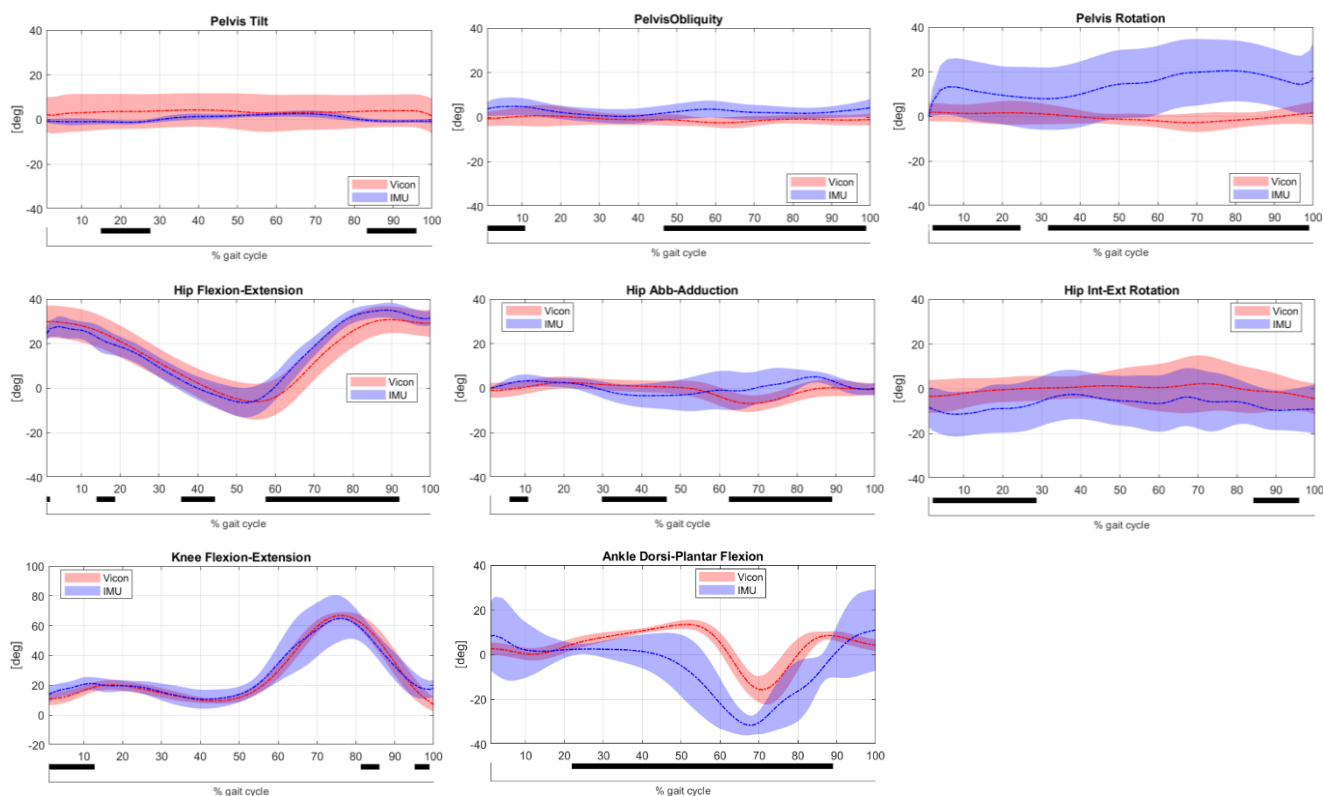 Pelvis Tilt
40
20
0
-20
-40
[deg]
Vicon
IMU
10 20 30 40 50 60 70 80 90 100
% gait cycle
PelvisObliquity
40
20
0
-20
-40
[deg]
Vicon
IMU
10 20 30 40 50 60 70 80 90 100
% gait cycle
Pelvis Rotation
40
20
0
-20
-40
[deg]
Vicon
IMU
10 20 30 40 50 60 70 80 90 100
% gait cycle
Hip Flexion-Extension
40
20
0
-20
-40
[deg]
Vicon
IMU
10 20 30 40 50 60 70 80 90 100
% gait cycle
Hip Abb-Adduction
40
20
0
-20
-40
[deg]
Vicon
IMU
10 20 30 40 50 60 70 80 90 100
% gait cycle
Hip Int-Ext Rotation
40
20
0
-20
-40
[deg]
Vicon
IMU
10 20 30 40 50 60 70 80 90 100
% gait cycle
Knee Flexion-Extension
100
80
60
40
20
0
-20
[deg]
Vicon
IMU
10 20 30 40 50 60 70 80 90 100
% gait cycle
Ankle Dorsi-Plantar Flexion
40
20
0
-20
-40
[deg]
Vicon
IMU
10 20 30 40 50 60 70 80 90 100
% gait cycle